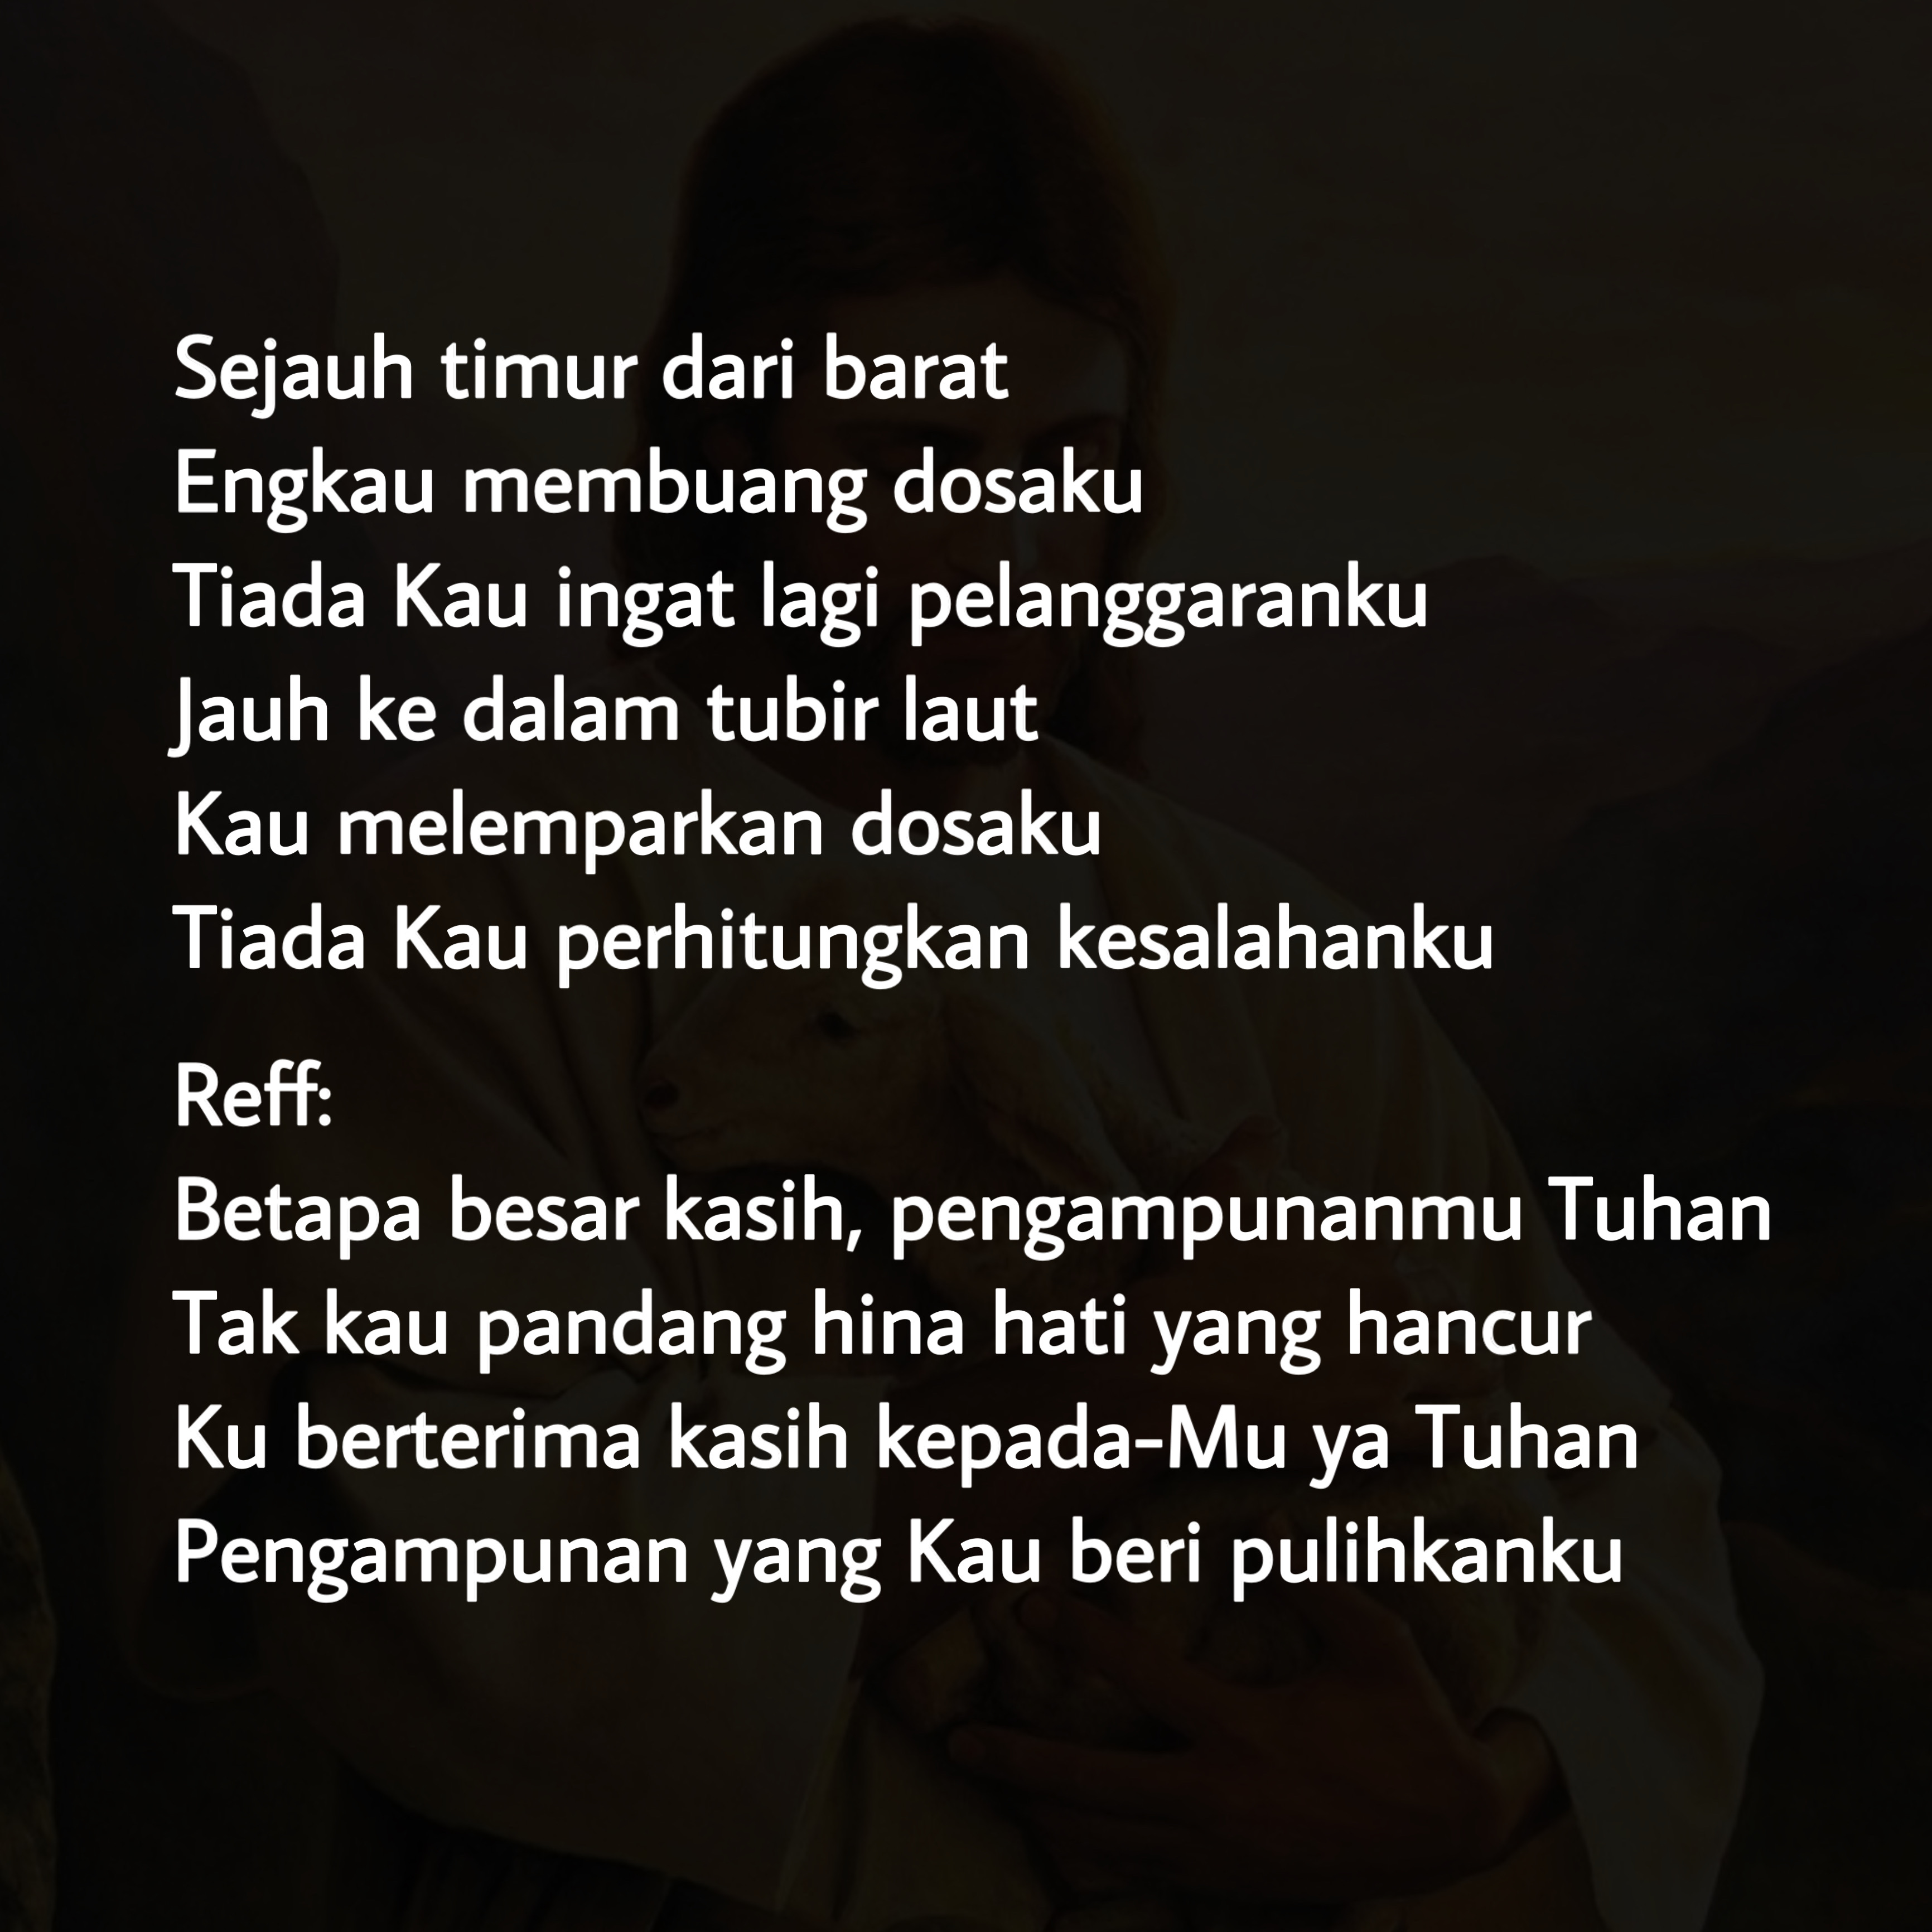 Sejauh timur dari barat
Engkau membuang dosaku
Tiada Kau ingat lagi pelanggaranku
Jauh ke dalam tubir laut
Kau melemparkan dosaku
Tiada Kau perhitungkan kesalahanku
Reff:
Betapa besar kasih, pengampunanmu Tuhan
Tak kau pandang hina hati yang hancur
Ku berterima kasih kepada-Mu ya Tuhan
Pengampunan yang Kau beri pulihkanku